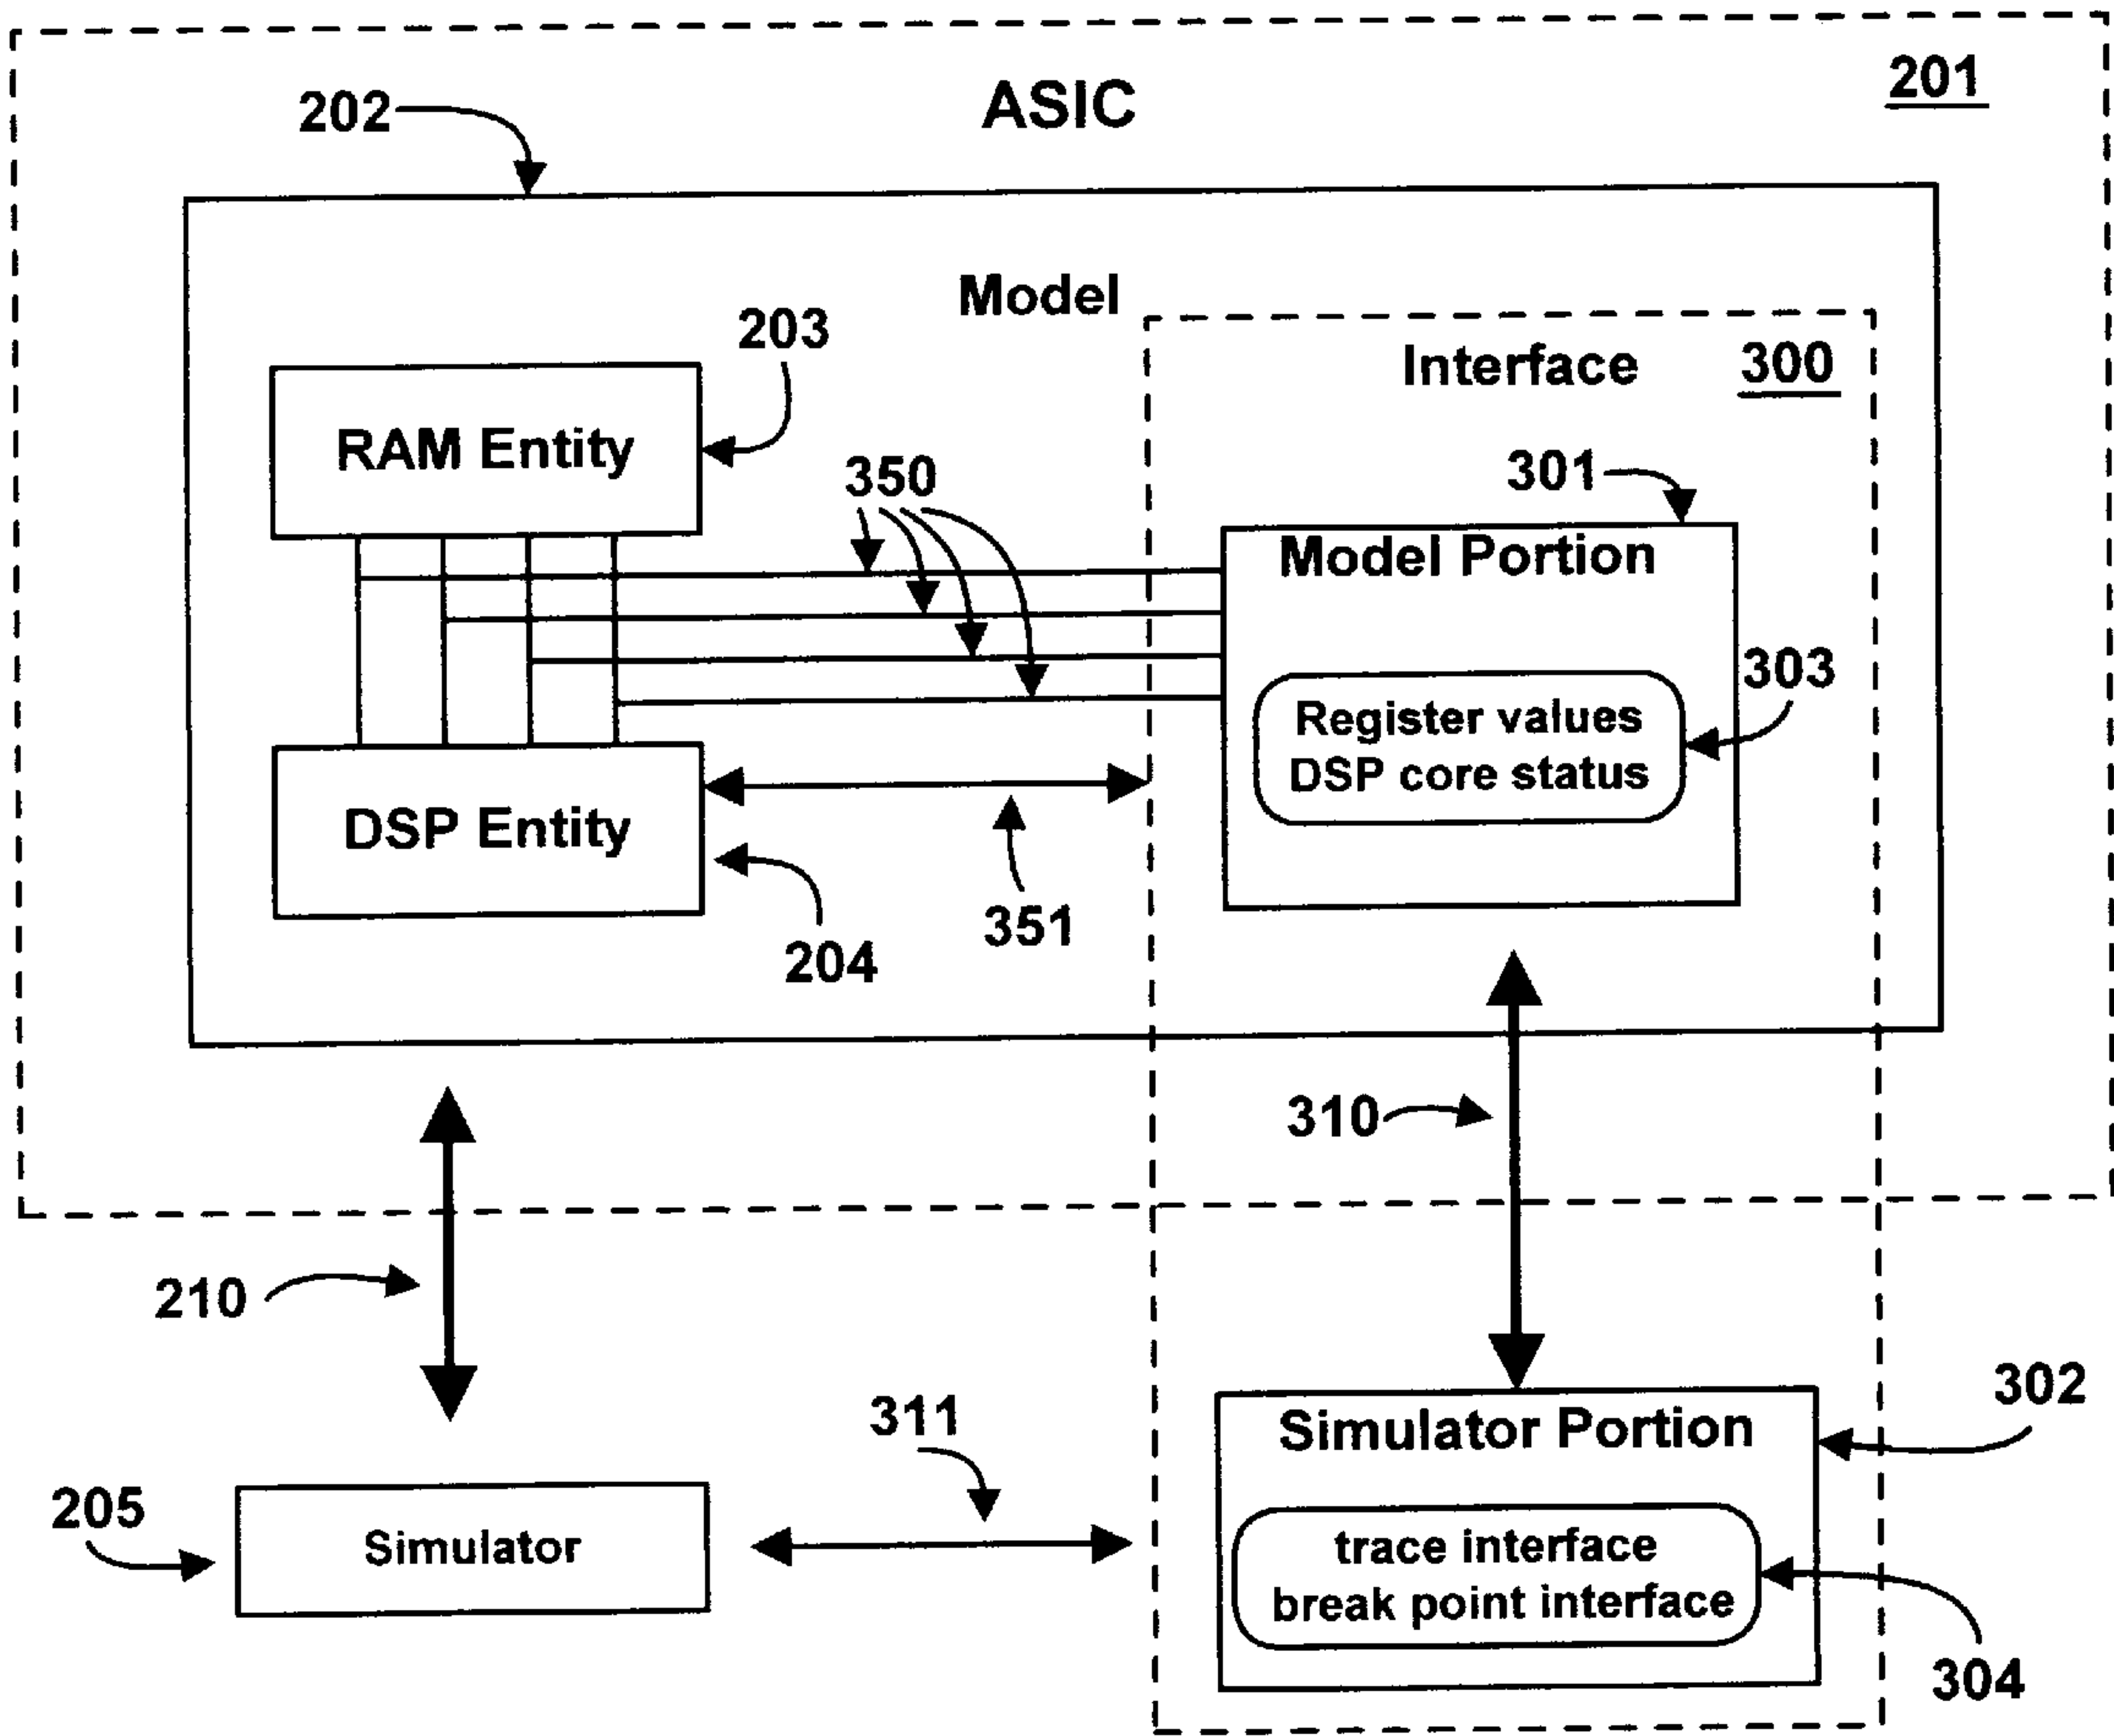 201
ASIC
202
Model
203
Interface 300
RAM Entity
350
301
Model Portion
303
Register values
DSP core status
DSP Entity
351
204
310
210
302
311
Simulator Portion
205
Simulator
trace interface
break point interface
304